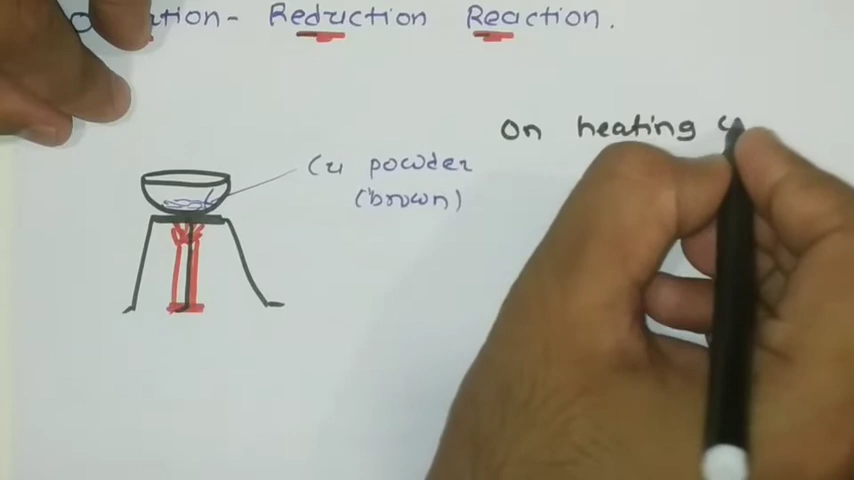 Reduction Reaction.
On heating
Cu powder
(brown)